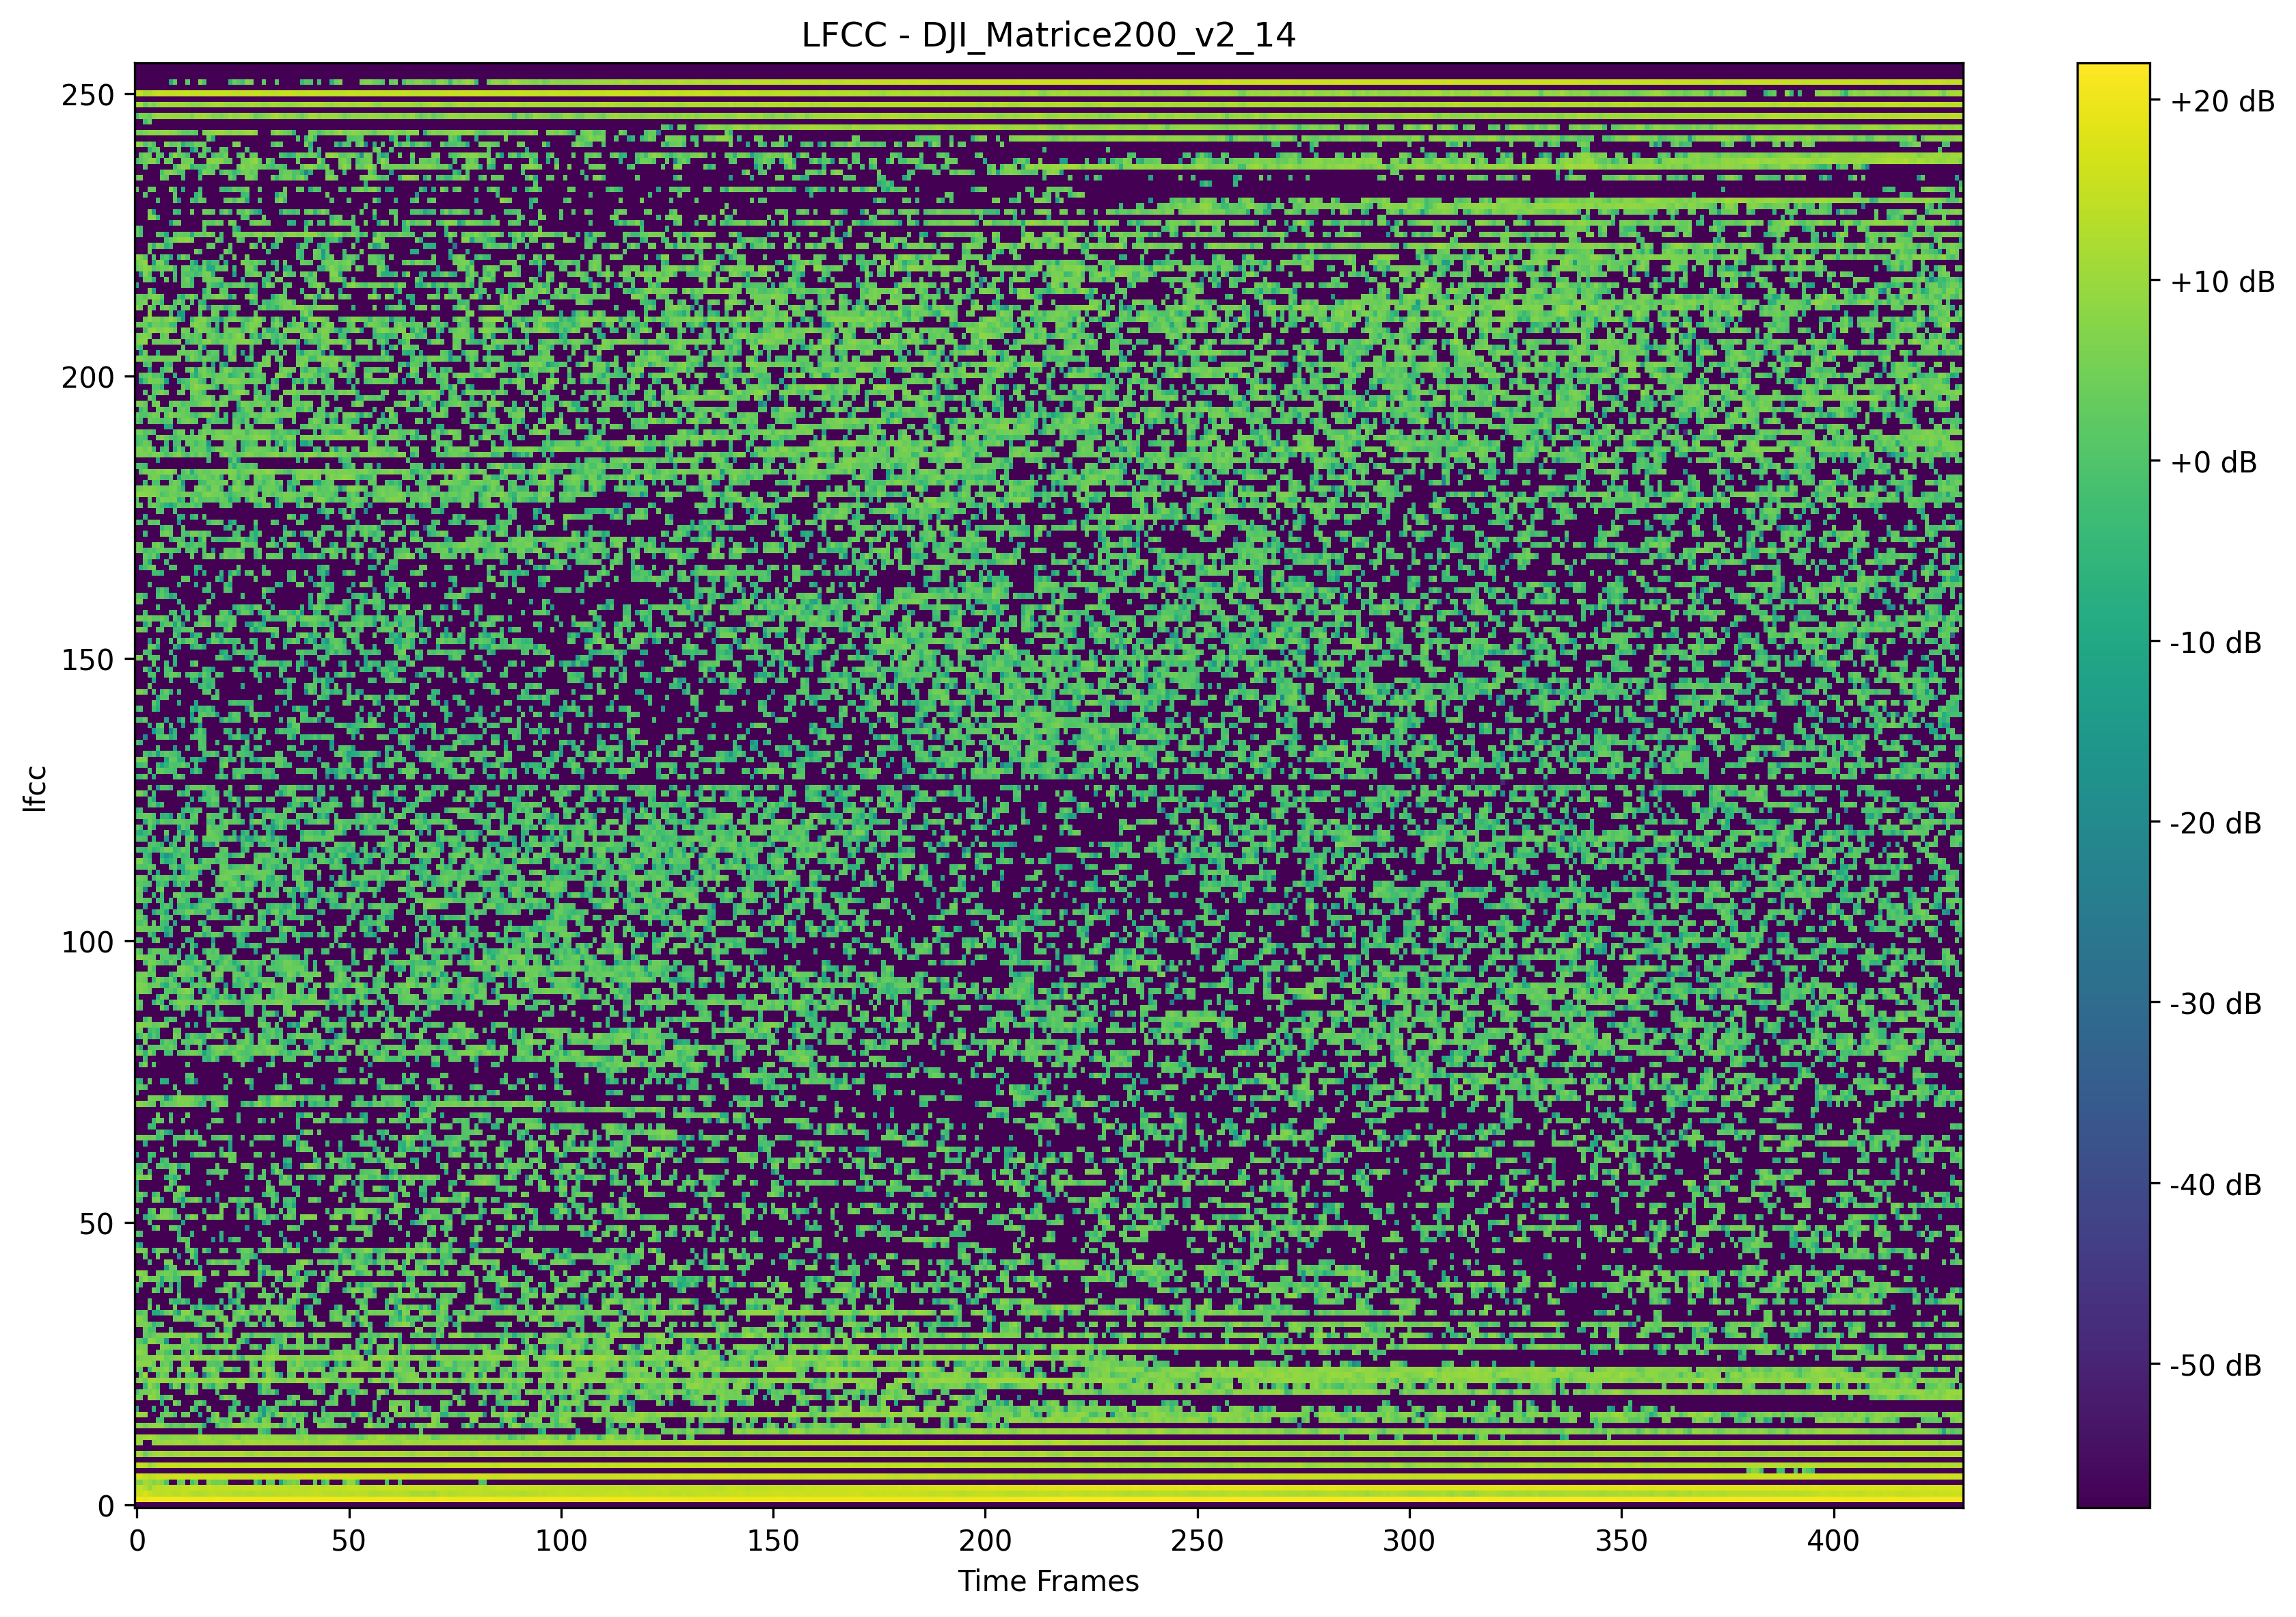 LFCC - DJI_Matrice200_v2_14
250
200
150
100
50
0
lfcc
0 50 100 150 200 250 300 350 400
Time Frames
+20 dB
+10 dB
+0 dB
-10 dB
-20 dB
-30 dB
-40 dB
-50 dB